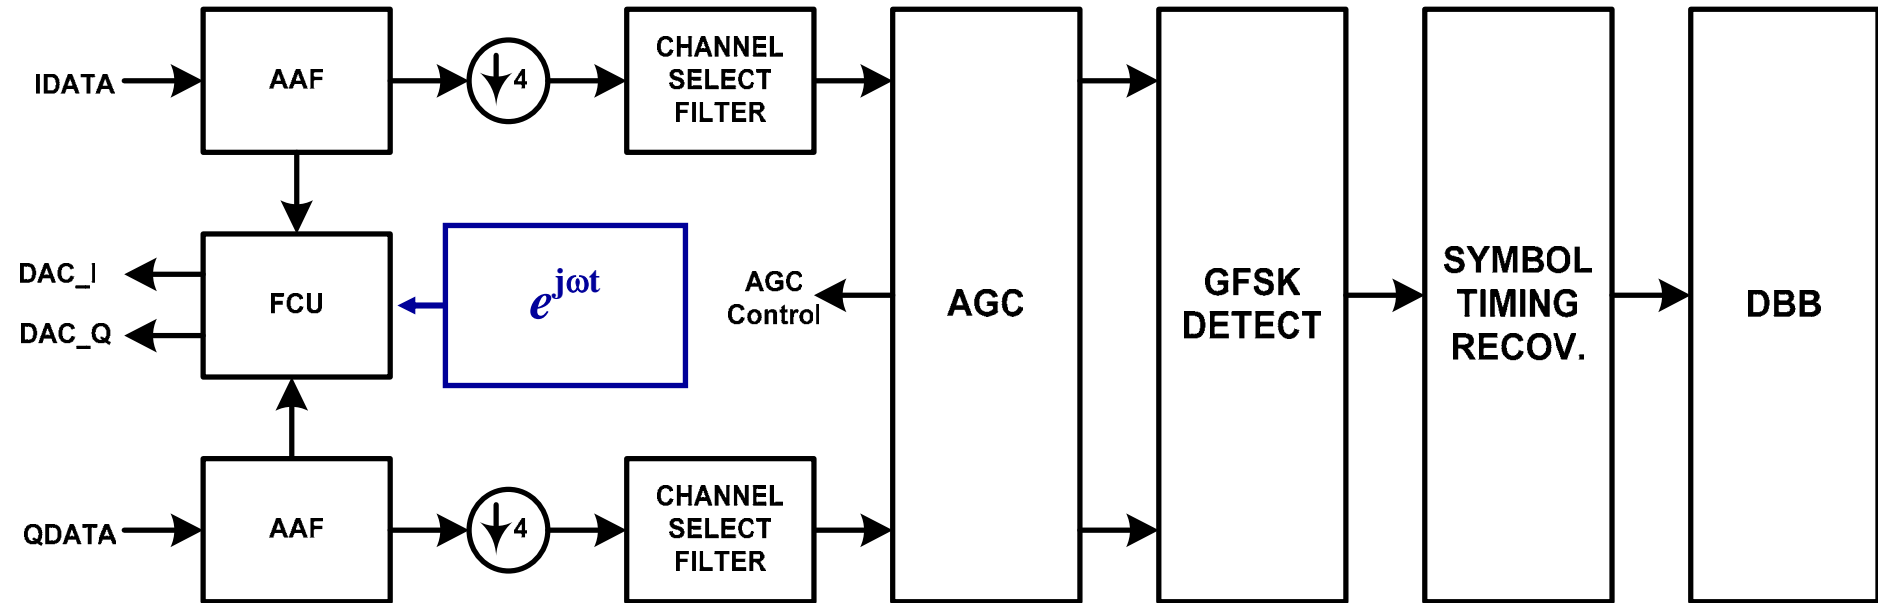 IDATA
AAF
4
CHANNEL
SELECT
FILTER
DAC_I
DAC_Q
FCU
e^jωt
AGC
Control
AGC
GFSK
DETECT
SYMBOL
TIMING
RECOV.
DBB
QDATA
AAF
4
CHANNEL
SELECT
FILTER